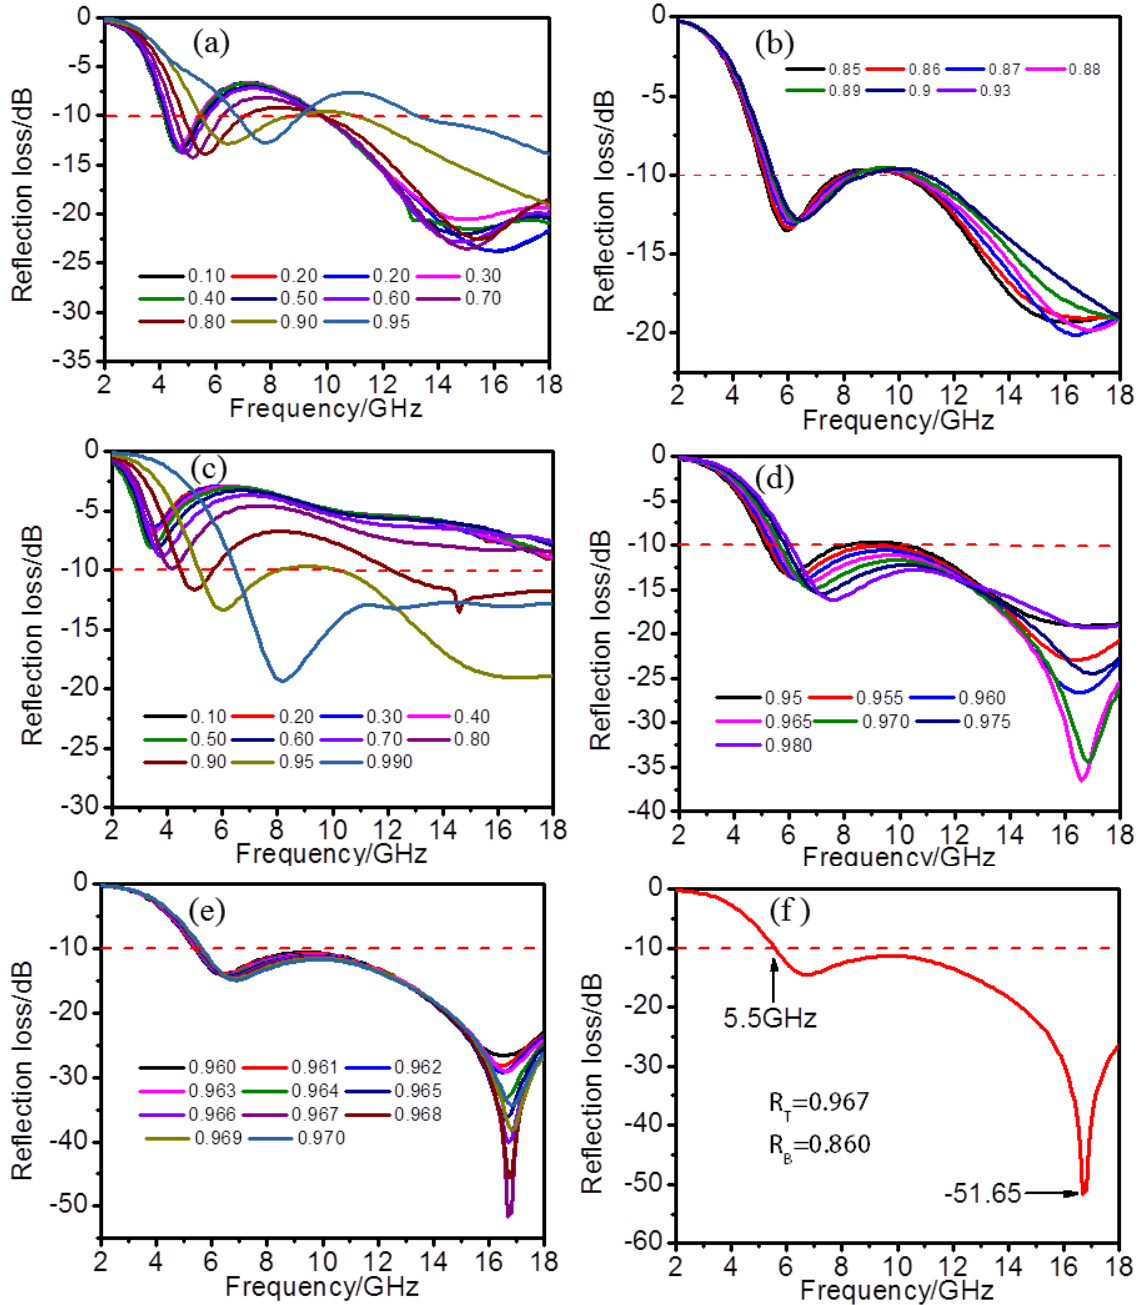 (a)
Reflection loss/dB
0
-5
-10
-15
-20
-25
-30
-35
0.10 0.20 0.20 0.30
0.40 0.50 0.60 0.70
0.80 0.90 0.95
2 4 6 8 10 12 14 16 18
Frequency/GHz
(b)
Reflection loss/dB
0
-5
-10
-15
-20
0.85 0.86 0.87 0.88
0.89 0.9 0.93
2 4 6 8 10 12 14 16 18
Frequency/GHz
(c)
Reflection loss/dB
0
-5
-10
-15
-20
-25
-30
0.10 0.20 0.30 0.40
0.50 0.60 0.70 0.80
0.90 0.95 0.990
2 4 6 8 10 12 14 16 18
Frequency/GHz
(d)
Reflection loss/dB
0
-5
-10
-15
-20
-25
-30
-35
-40
0.95 0.955 0.960
0.965 0.970 0.975
0.980
2 4 6 8 10 12 14 16 18
Frequency/GHz
(e)
Reflection loss/dB
0
-10
-20
-30
-40
-50
0.960 0.961 0.962
0.963 0.964 0.965
0.966 0.967 0.968
0.969 0.970
2 4 6 8 10 12 14 16 18
Frequency/GHz
(f)
Reflection loss/dB
0
-10
-20
-30
-40
-50
-60
5.5GHz
R_T=0.967
R_B=0.860
-51.65
2 4 6 8 10 12 14 16 18
Frequency/GHz